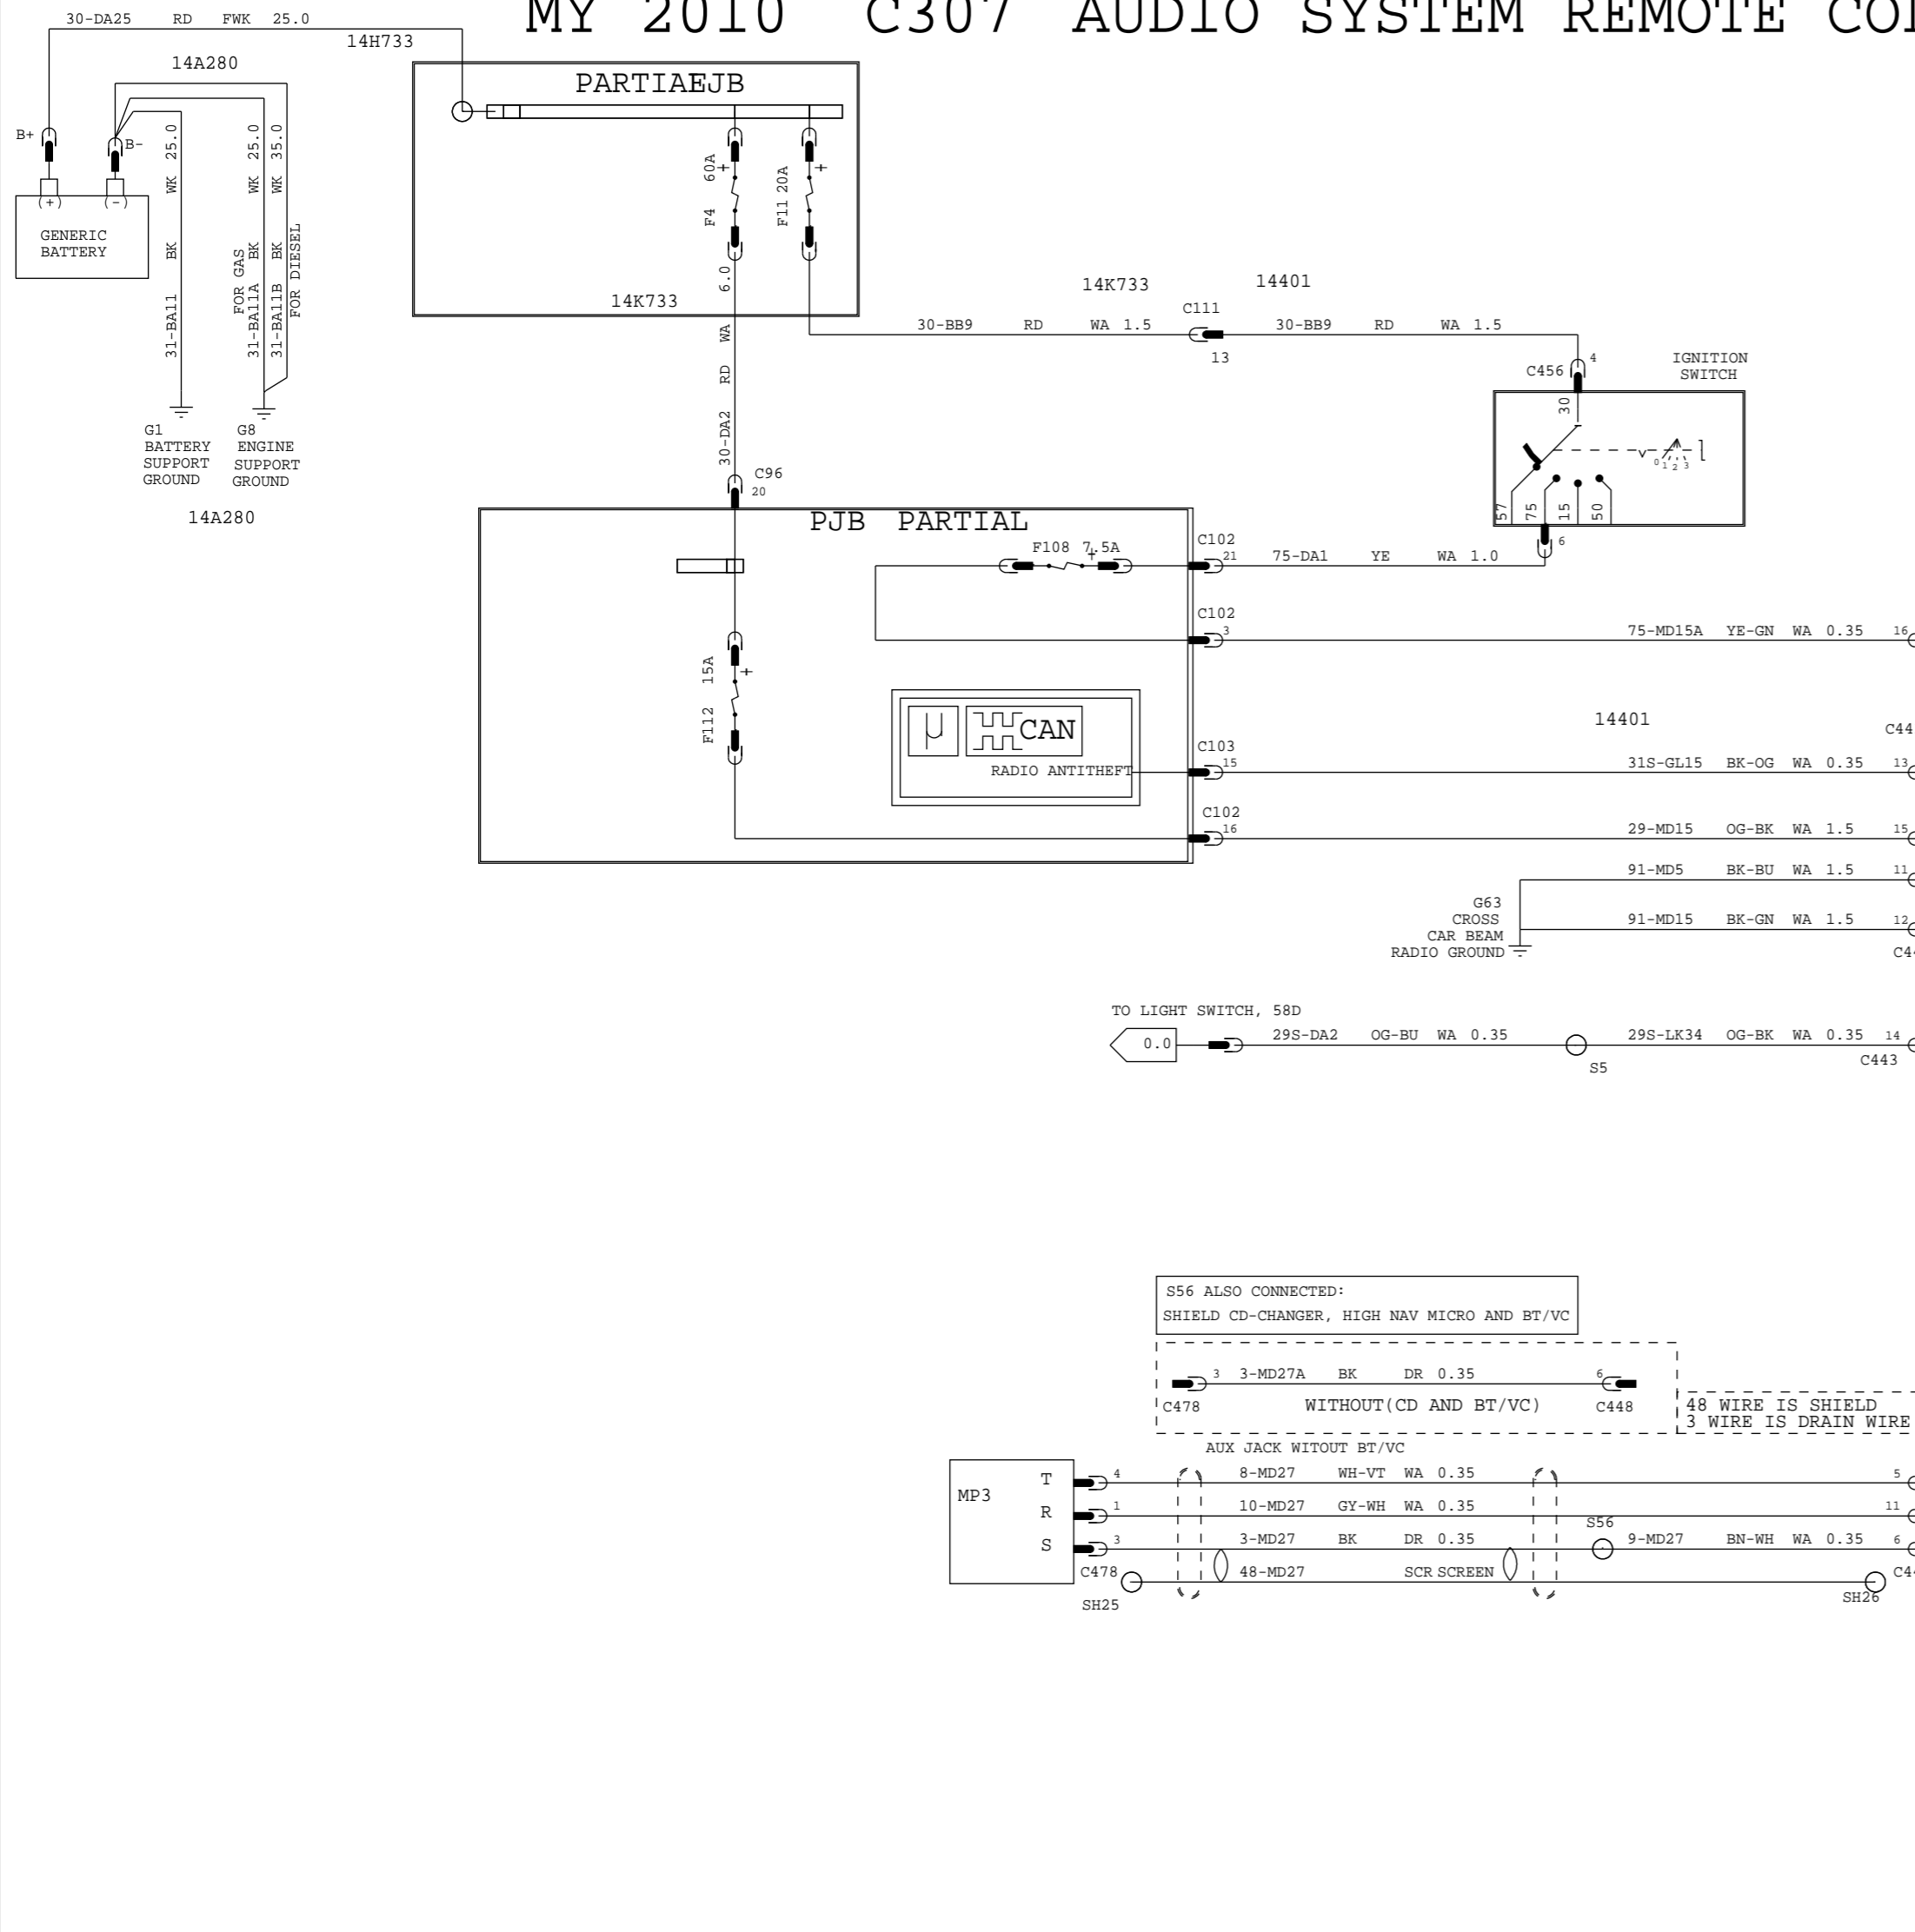 MY 2010 C307 AUDIO SYSTEM REMOTE
30-DA25 RD FWK 25.0
14H733
14A280
B+
B-
(+) (-)
GENERIC
BATTERY
31-BA11 BK WK 25.0
FOR GAS
31-BA11A BK WK 25.0
31-BA11B BK WK 35.0
FOR DIESEL
G1
BATTERY
SUPPORT
GROUND
G8
ENGINE
SUPPORT
GROUND
14A280
PARTIAL EJB
F4 60A +
F11 20A +
14K733
30-DA2 RD WA 6.0
14K733
14401
C111
30-BB9 RD WA 1.5
13
30-BB9 RD WA 1.5
C456
4
IGNITION
SWITCH
30
0 1 2 3
57 75 15 50
6
C96
20
PJB PARTIAL
F108 7.5A +
C102
21
75-DA1 YE WA 1.0
C102
3
75-MD15A YE-GN WA 0.35 16
F112 15A +
µ CAN
RADIO ANTITHEFT
14401
C103
15
31S-GL15 BK-OG WA 0.35 13
C102
16
29-MD15 OG-BK WA 1.5 15
91-MD5 BK-BU WA 1.5 11
91-MD15 BK-GN WA 1.5 12
G63
CROSS
CAR BEAM
RADIO GROUND
TO LIGHT SWITCH, 58D
0.0
29S-DA2 OG-BU WA 0.35
S5
29S-LK34 OG-BK WA 0.35 14
C443
S56 ALSO CONNECTED:
SHIELD CD-CHANGER, HIGH NAV MICRO AND BT/VC
3 3-MD27A BK DR 0.35 6
C478
WITHOUT(CD AND BT/VC)
C448
48 WIRE IS SHIELD
3 WIRE IS DRAIN WIRE
AUX JACK WITOUT BT/VC
MP3
T 4 8-MD27 WH-VT WA 0.35 5
R 1 10-MD27 GY-WH WA 0.35 11
S 3 3-MD27 BK DR 0.35 S56 9-MD27 BN-WH WA 0.35 6
C478
48-MD27 SCR SCREEN
SH25
SH26